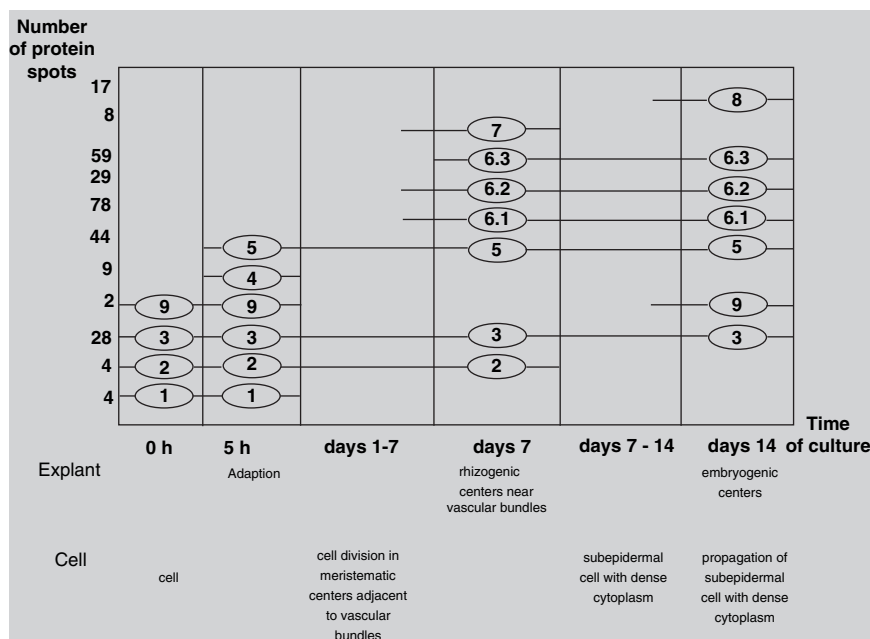 Number
of protein
spots
17
8
8
7
59
6.3
6.3
29
6.2
6.2
78
6.1
6.1
44
5
5
5
9
4
2
9
9
9
28
3
3
3
3
4
2
2
2
4
1
1
Time
of culture
0 h
5 h
days 1-7
days 7
days 7 - 14
days 14
Explant
Adaption
rhizogenic
centers near
vascular bundles
embryogenic
centers
Cell
cell
cell division in
meristematic
centers adjacent
to vascular
bundles
subepidermal
cell with dense
cytoplasm
propagation of
subepidermal
cell with dense
cytoplasm